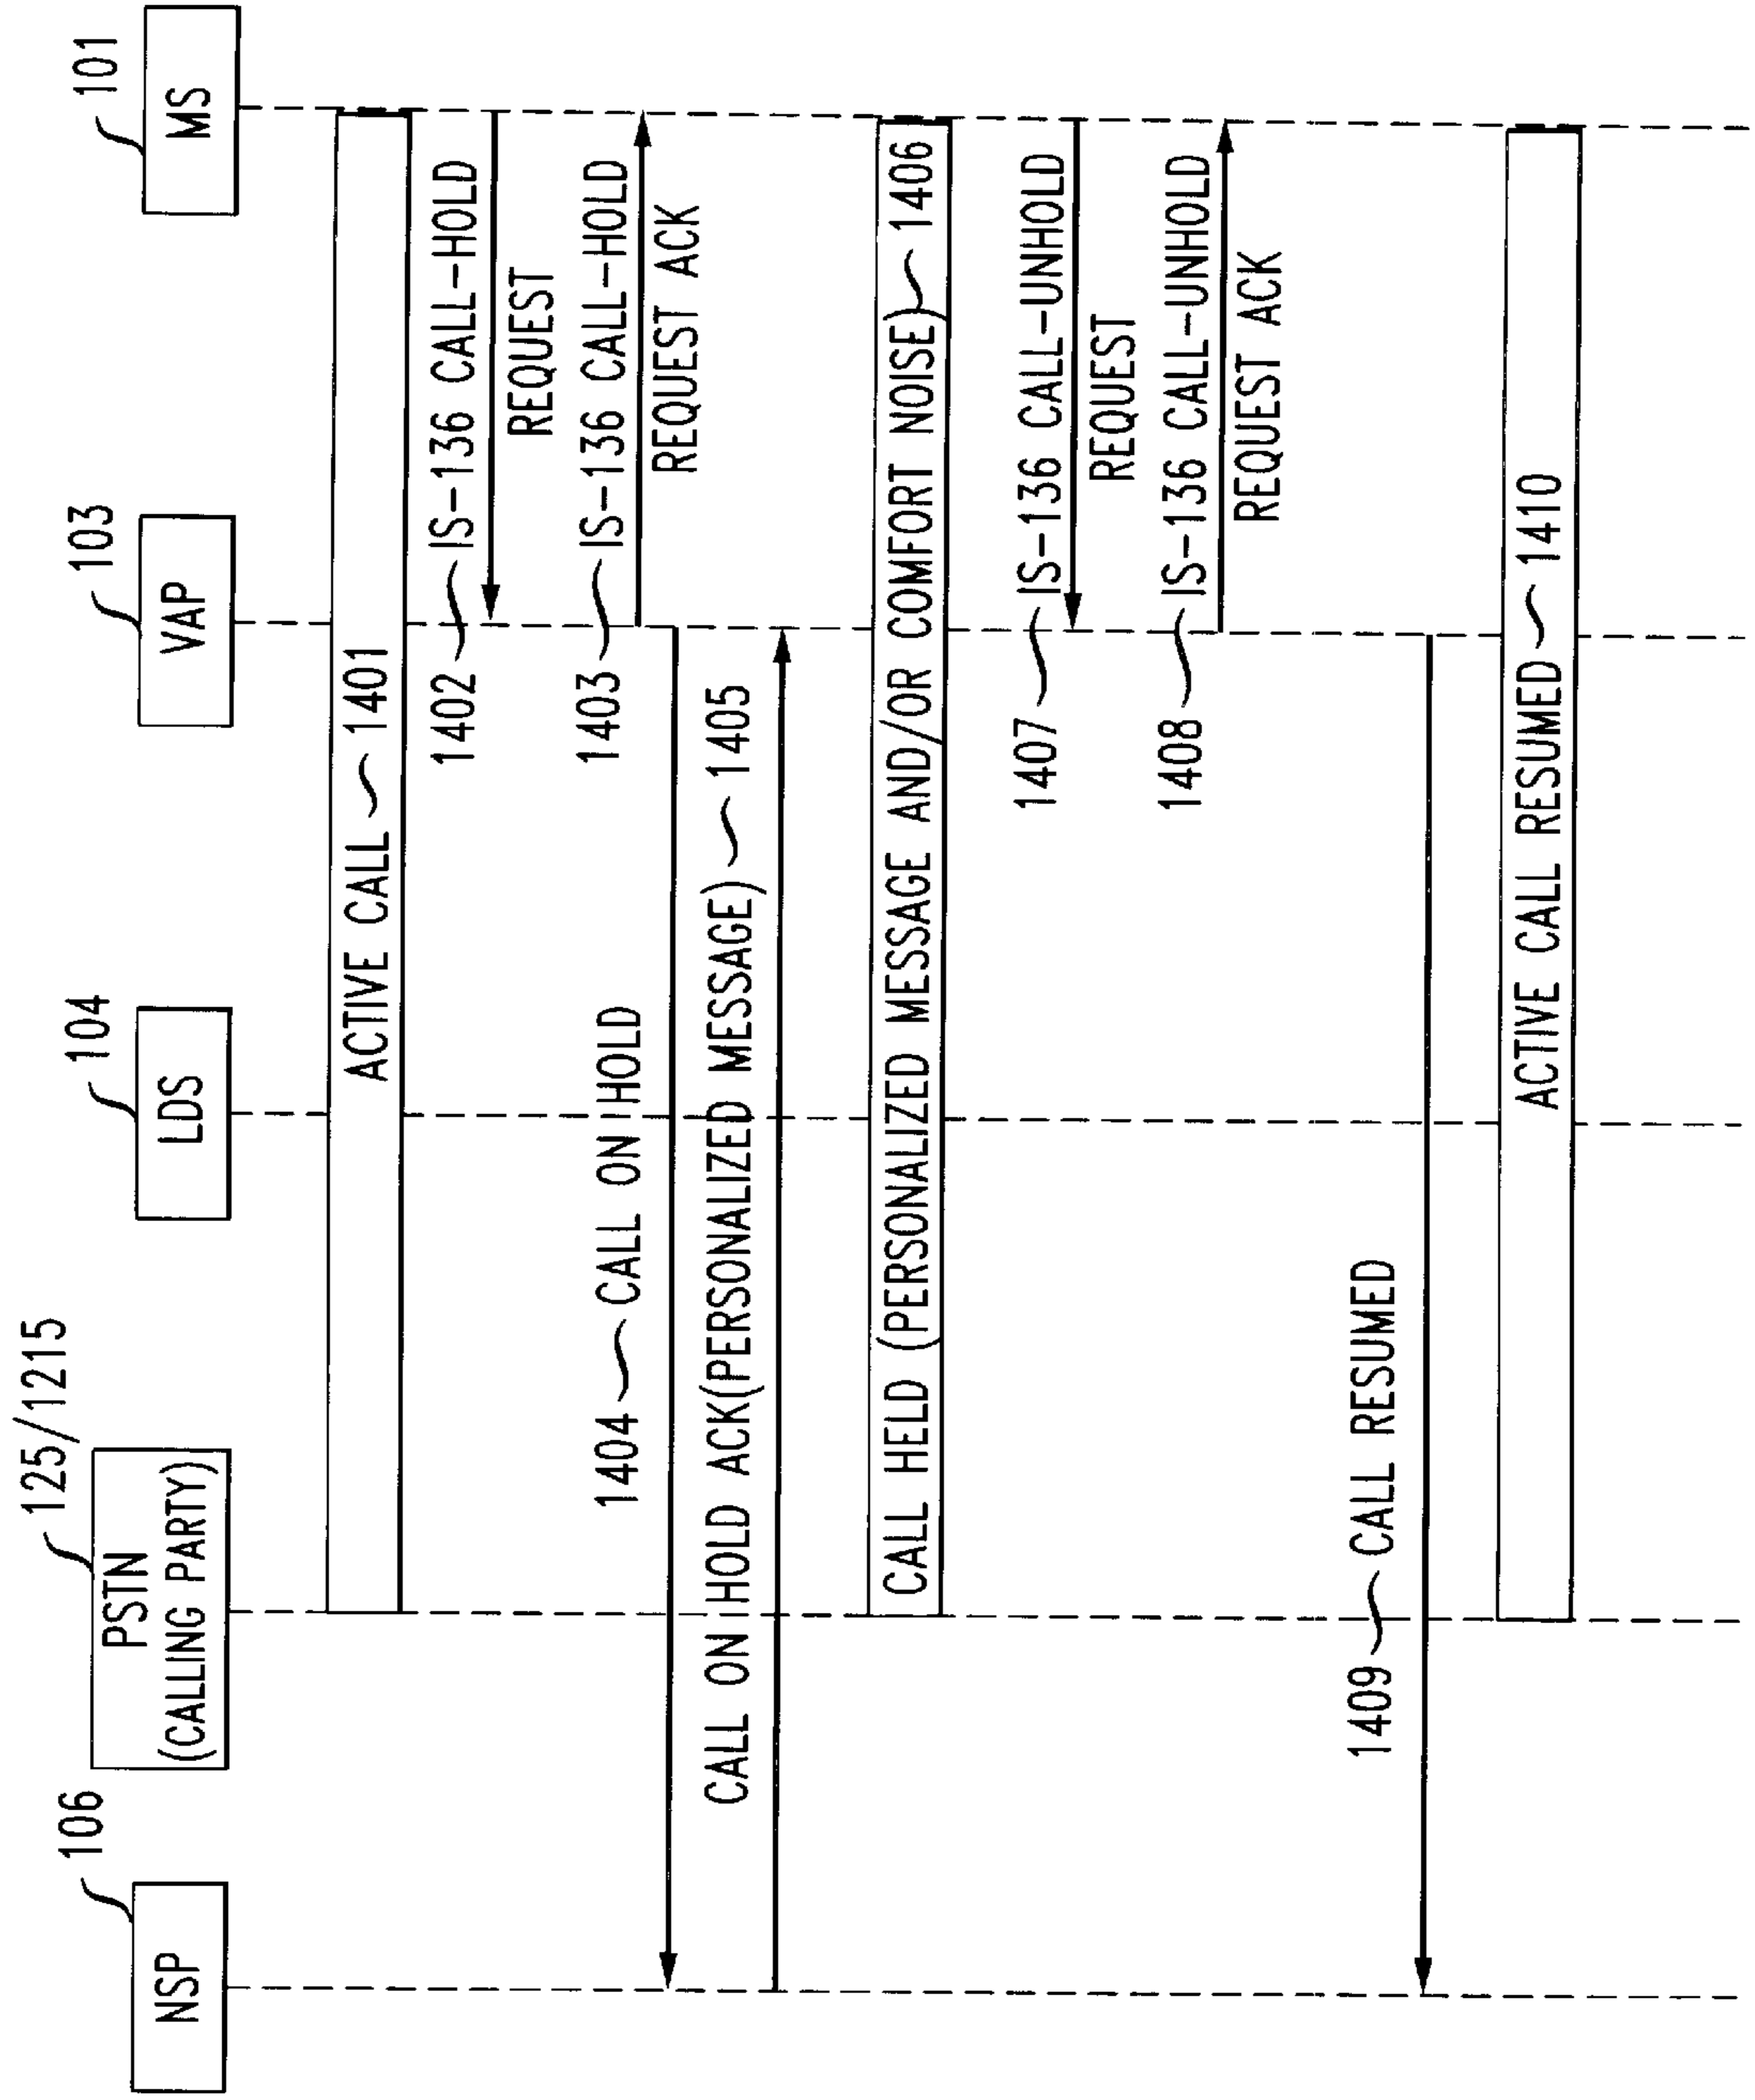 106
NSP
125/1215
PSTN
(CALLING PARTY)
104
LDS
103
VAP
101
MS
ACTIVE CALL 1401
1402 IS-136 CALL-HOLD
REQUEST
1403 IS-136 CALL-HOLD
REQUEST ACK
1404 CALL ON HOLD
CALL ON HOLD ACK(PERSONALIZED MESSAGE) 1405
CALL HELD (PERSONALIZED MESSAGE AND/OR COMFORT NOISE) 1406
1407 IS-136 CALL-UNHOLD
REQUEST
1408 IS-136 CALL-UNHOLD
REQUEST ACK
1409 CALL RESUMED
ACTIVE CALL RESUMED 1410